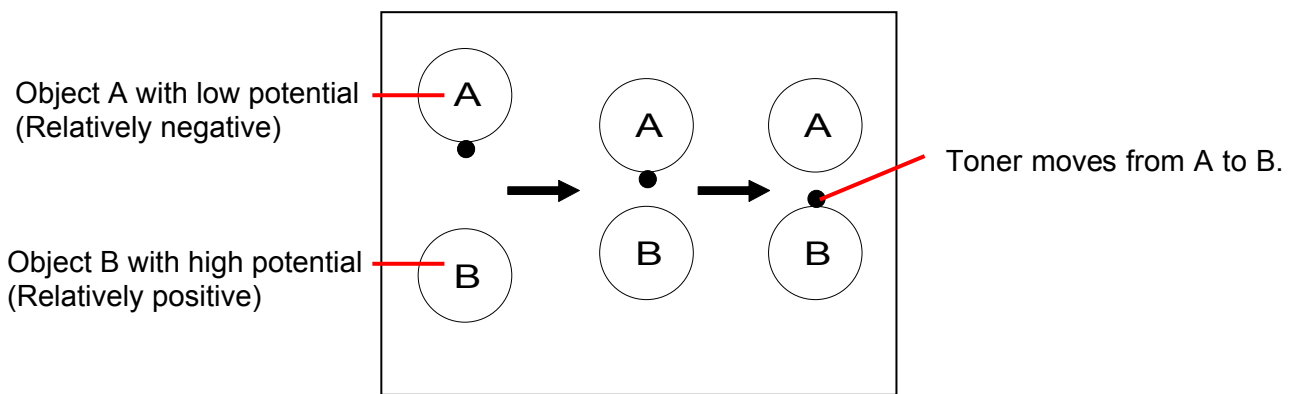 Object A with low potential
(Relatively negative)
A
A
A
Toner moves from A to B.
Object B with high potential
(Relatively positive)
B
B
B